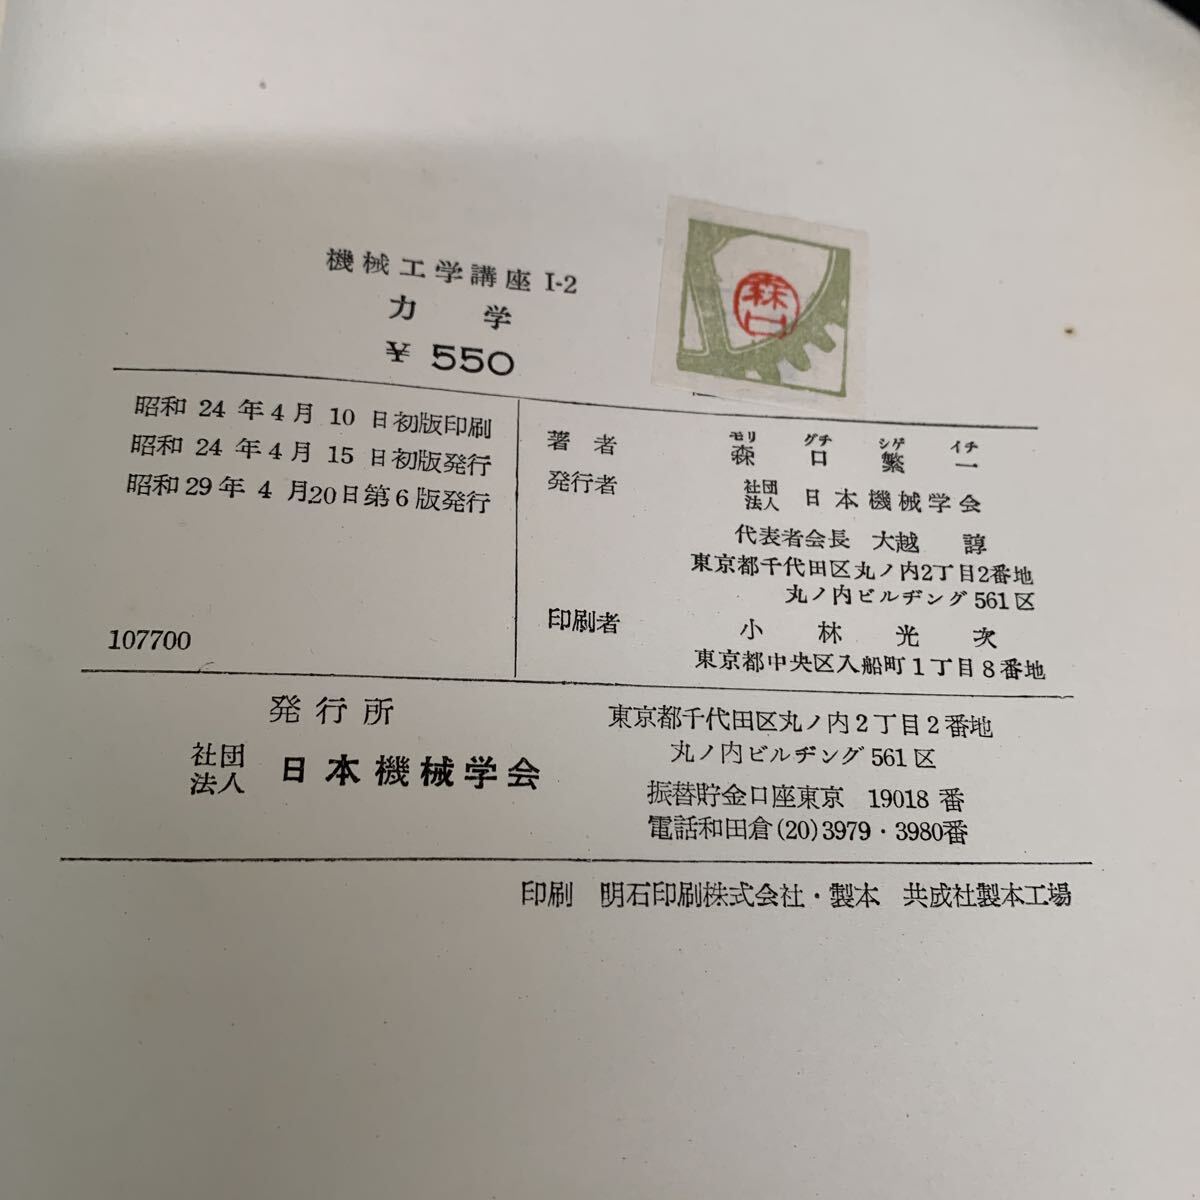 機械工学講座 I-2
力学
¥ 550
森口
昭和 24 年 4 月 10 日 初版印刷
昭和 24 年 4 月 15 日 初版発行
昭和 29 年 4 月 20 日 第 6 版発行
107700
モリ グチ シゲ イチ
著者 森口繁一
発行者 社団法人 日本機械学会
代表者会長 大越 諄
東京都千代田区丸ノ内2丁目2番地
丸ノ内ビルヂング 561 区
印刷者 小林光次
東京都中央区入船町1丁目8番地
発行所
社団法人 日本機械学会
東京都千代田区丸ノ内2丁目2番地
丸ノ内ビルヂング 561 区
振替貯金口座東京 19018 番
電話和田倉(20)3979・3980番
印刷 明石印刷株式会社・製本 共成社製本工場